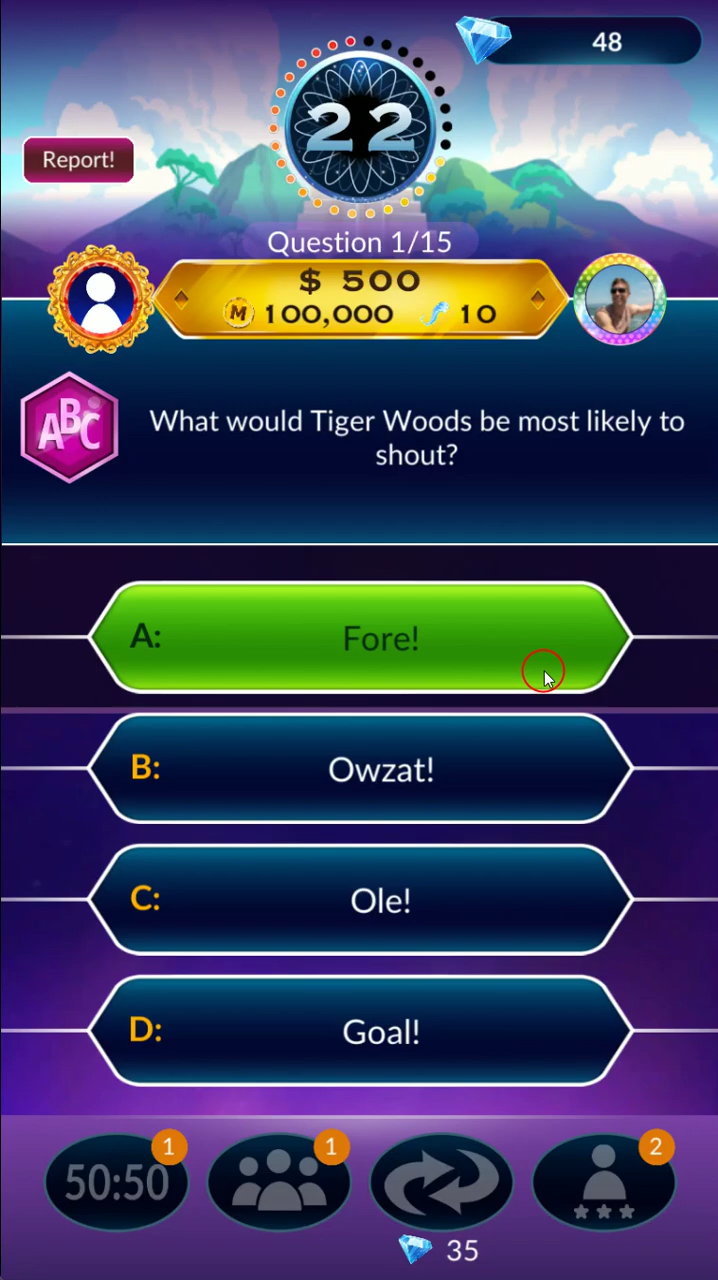 48
22
Report!
Question 1/15
$ 500
M 100,000 10
ABC
What would Tiger Woods be most likely to
shout?
A: Fore!
B: Owzat!
C: Ole!
D: Goal!
1
1
2
50:50
35